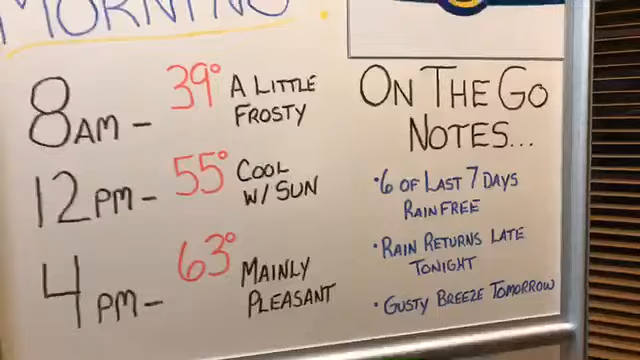 MORNING!
8AM - 39° A LITTLE
FROSTY
12PM - 55° COOL
W/ SUN
4PM - 63° MAINLY
PLEASANT
ON THE GO
NOTES...
• 6 OF LAST 7 DAYS
RAIN FREE
• RAIN RETURNS LATE
TONIGHT
• GUSTY BREEZE TOMORROW